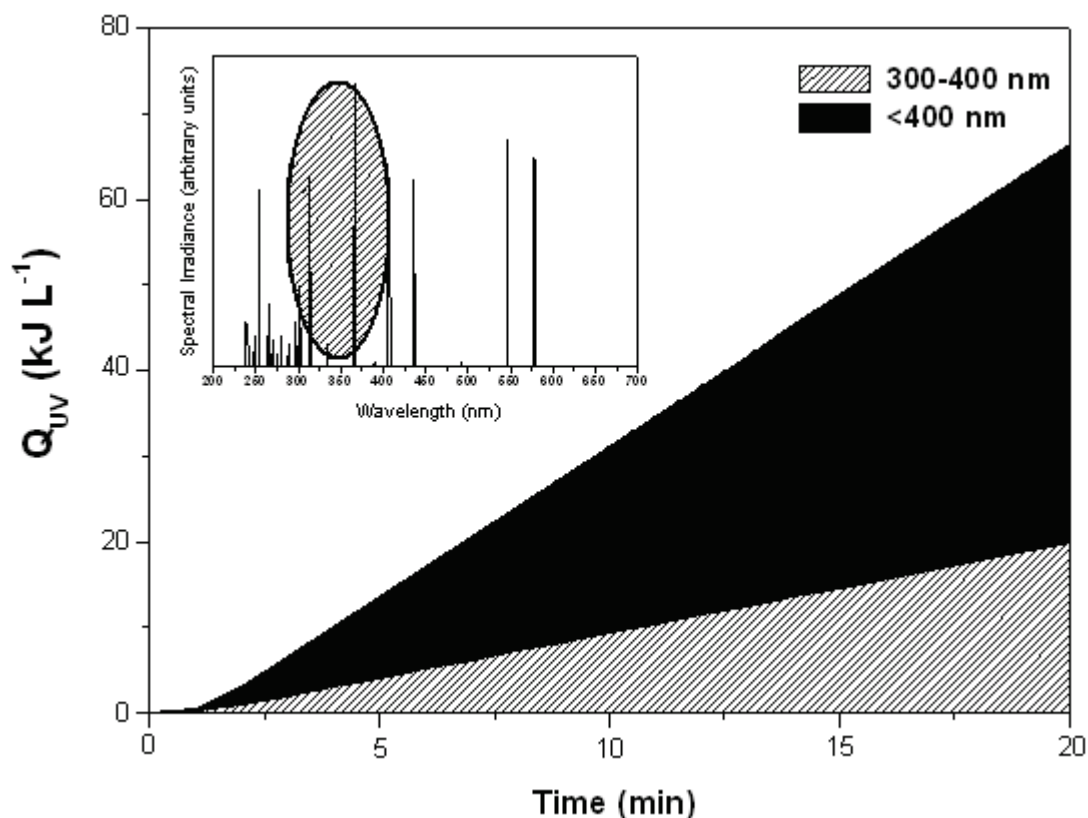 80
60
40
20
0
Q_UV (kJ L^-1)
300-400 nm
<400 nm
Spectral Irradiance (arbitrary units)
200 250 300 350 400 450 500 550 600 650 700
Wavelength (nm)
0 5 10 15 20
Time (min)